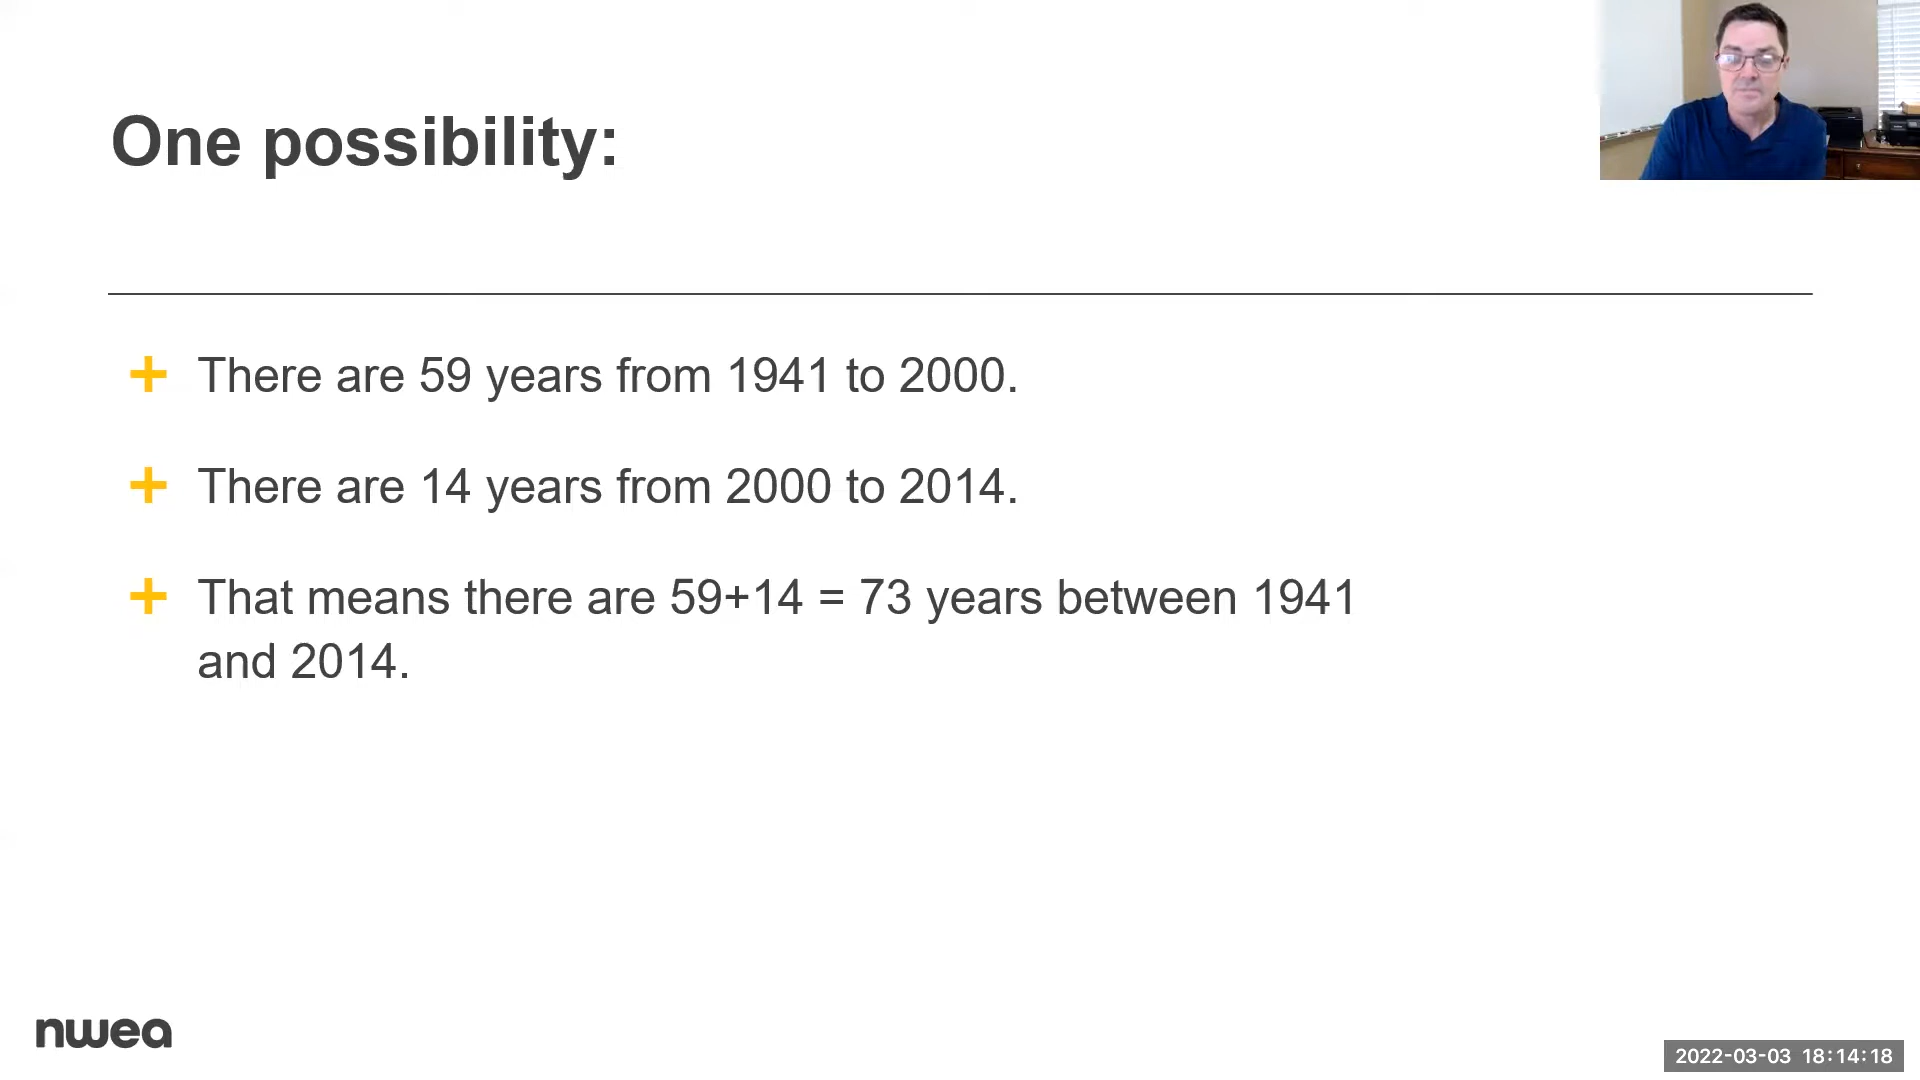 One possibility:
There are 59 years from 1941 to 2000.
There are 14 years from 2000 to 2014.
That means there are 59+14 = 73 years between 1941
and 2014.
nwea
2022-03-03 18:14:18